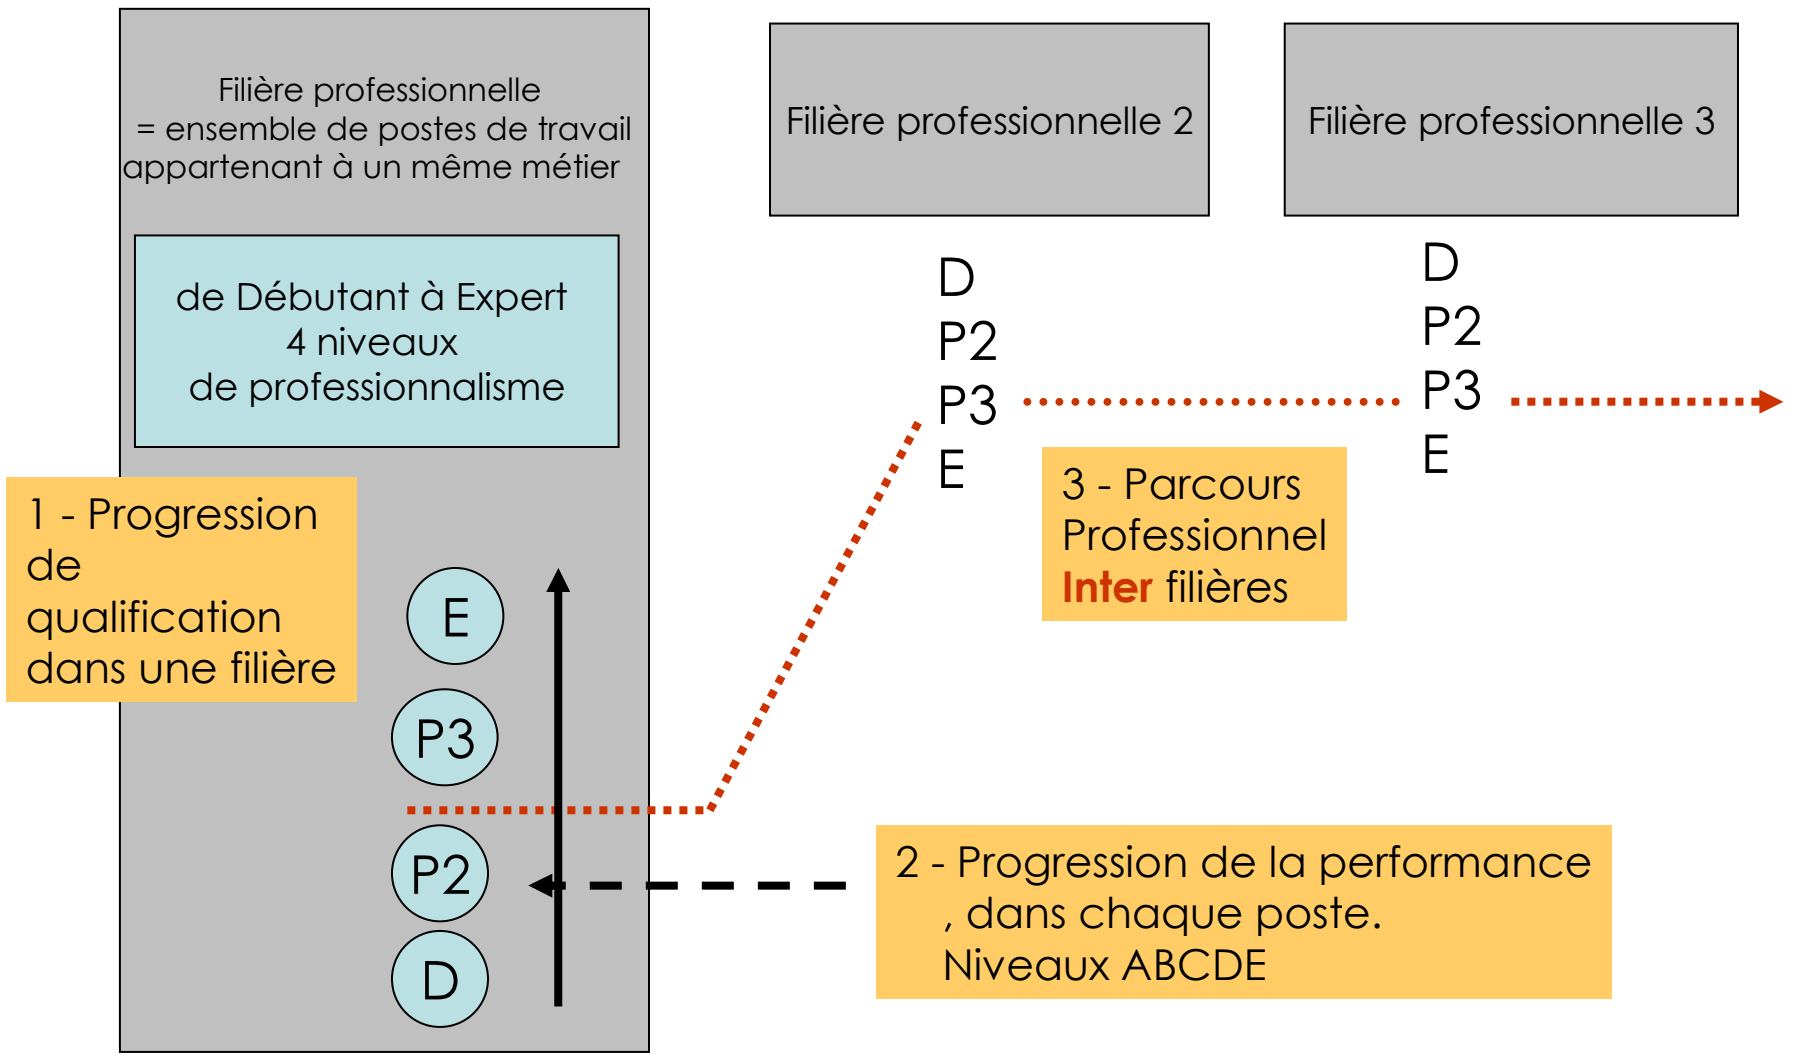 Filière professionnelle
= ensemble de postes de travail
appartenant à un même métier
de Débutant à Expert
4 niveaux
de professionnalisme
1 - Progression
de
qualification
dans une filière
E
P3
P2
D
Filière professionnelle 2
D
P2
P3
E
Filière professionnelle 3
D
P2
P3
E
3 - Parcours
Professionnel
Inter filières
2 - Progression de la performance
, dans chaque poste.
Niveaux ABCDE